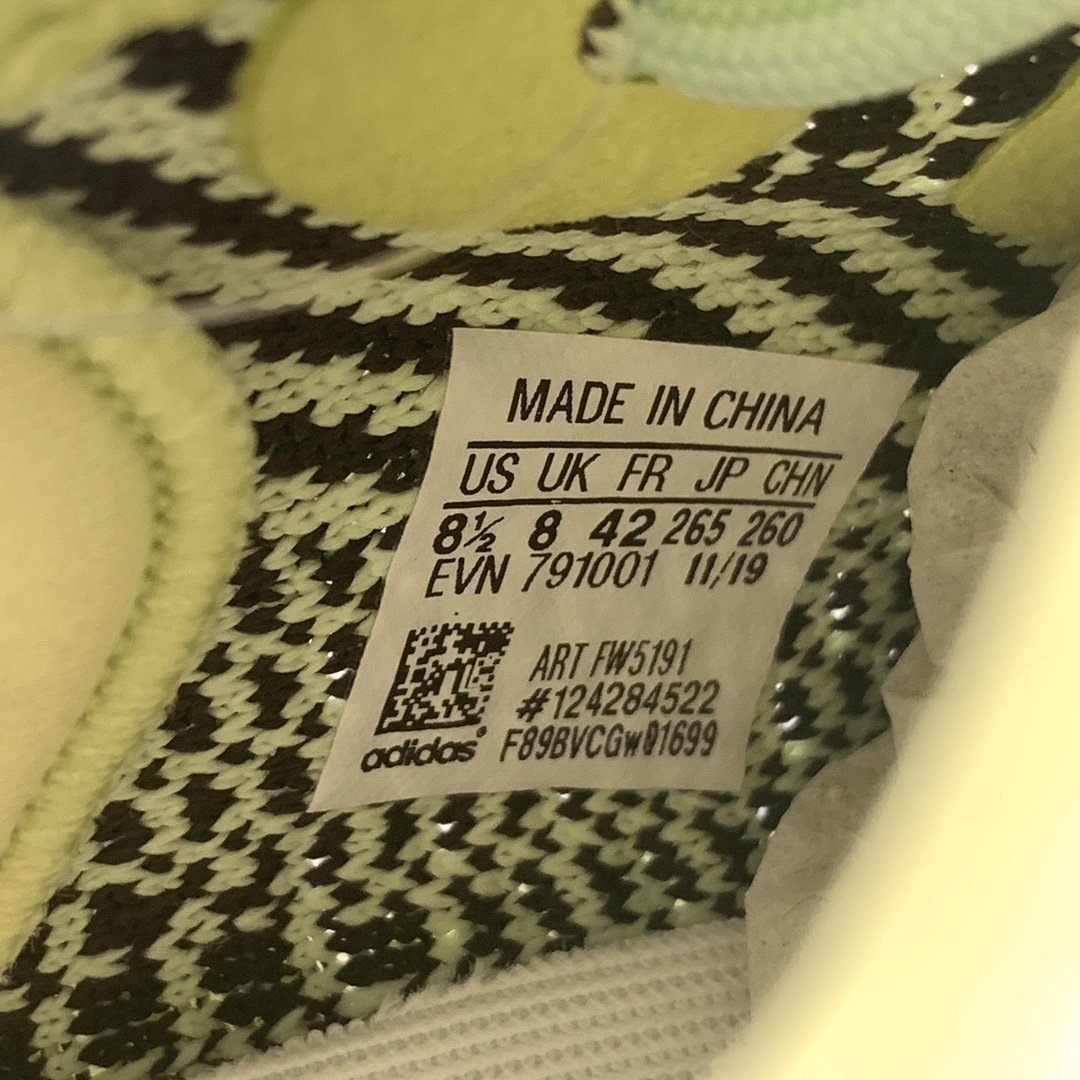 MADE IN CHINA
US UK FR JP CHN
8½ 8 42 265 260
EVN 791001 11/19
ART FW5191
#124284522
adidas® F89BVCGw01699